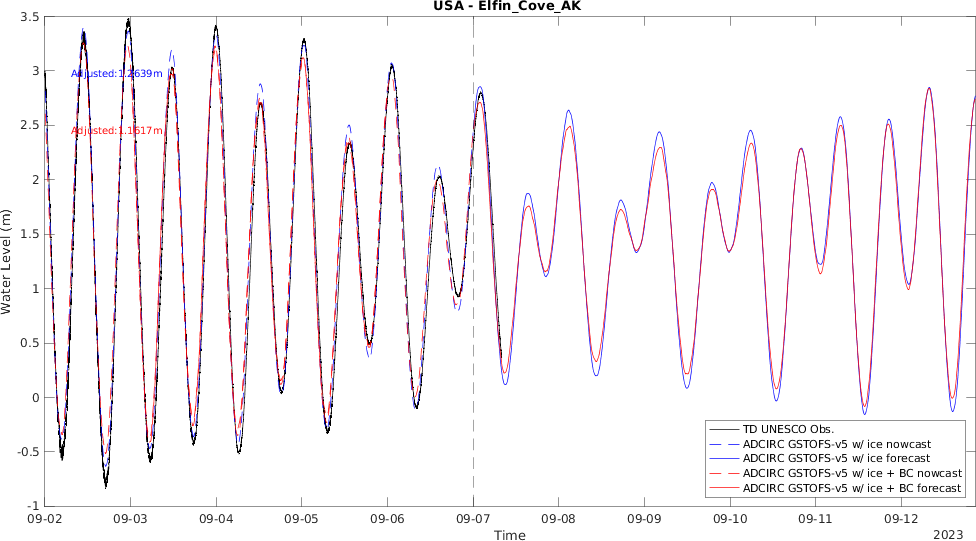 USA - Elfin_Cove_AK
3.5
3
2.5
2
1.5
1
0.5
0
-0.5
-1
Water Level (m)
Adjusted:1.2639m
Adjusted:1.1617m
TD UNESCO Obs.
ADCIRC GSTOFS-v5 w/ ice nowcast
ADCIRC GSTOFS-v5 w/ ice forecast
ADCIRC GSTOFS-v5 w/ ice + BC nowcast
ADCIRC GSTOFS-v5 w/ ice + BC forecast
09-02 09-03 09-04 09-05 09-06 09-07 09-08 09-09 09-10 09-11 09-12
Time
2023